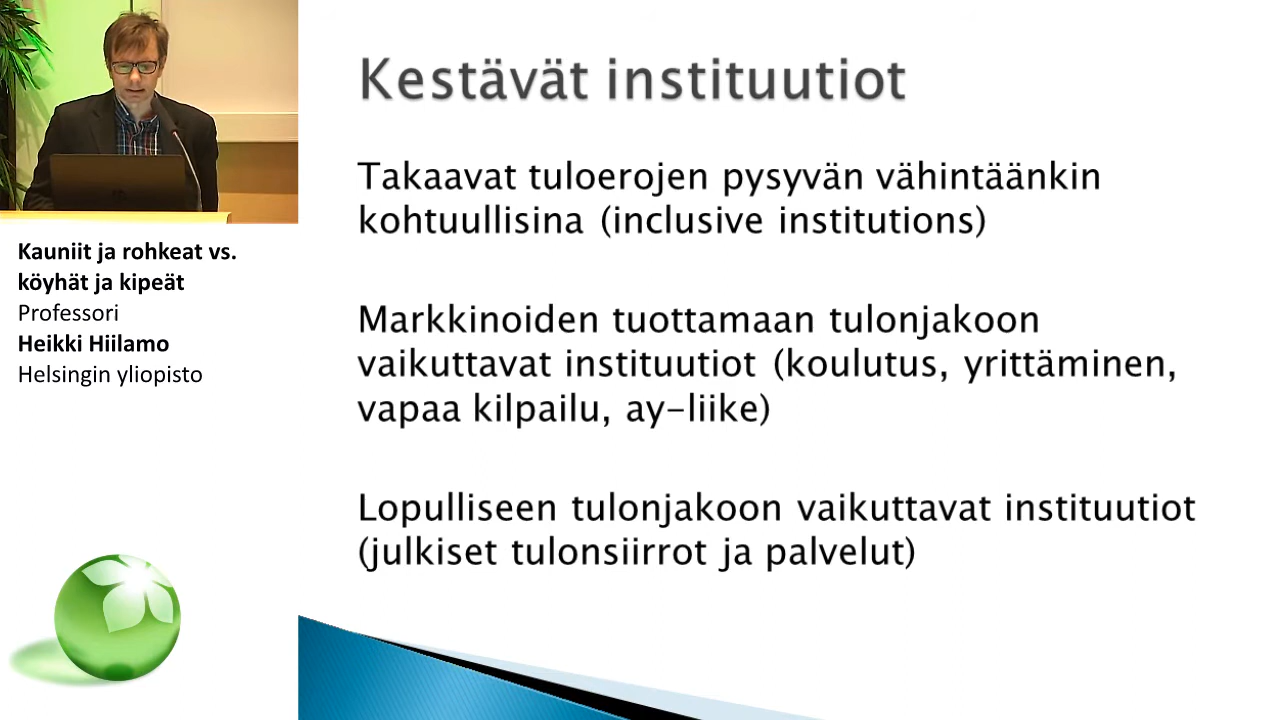 Kestävät instituutiot
Takaavat tuloerojen pysyvän vähintäänkin
kohtuullisina (inclusive institutions)
Markkinoiden tuottamaan tulonjakoon
vaikuttavat instituutiot (koulutus, yrittäminen,
vapaa kilpailu, ay-liike)
Lopulliseen tulonjakoon vaikuttavat instituutiot
(julkiset tulonsiirrot ja palvelut)
Kauniit ja rohkeat vs.
köyhät ja kipeät
Professori
Heikki Hiilamo
Helsingin yliopisto